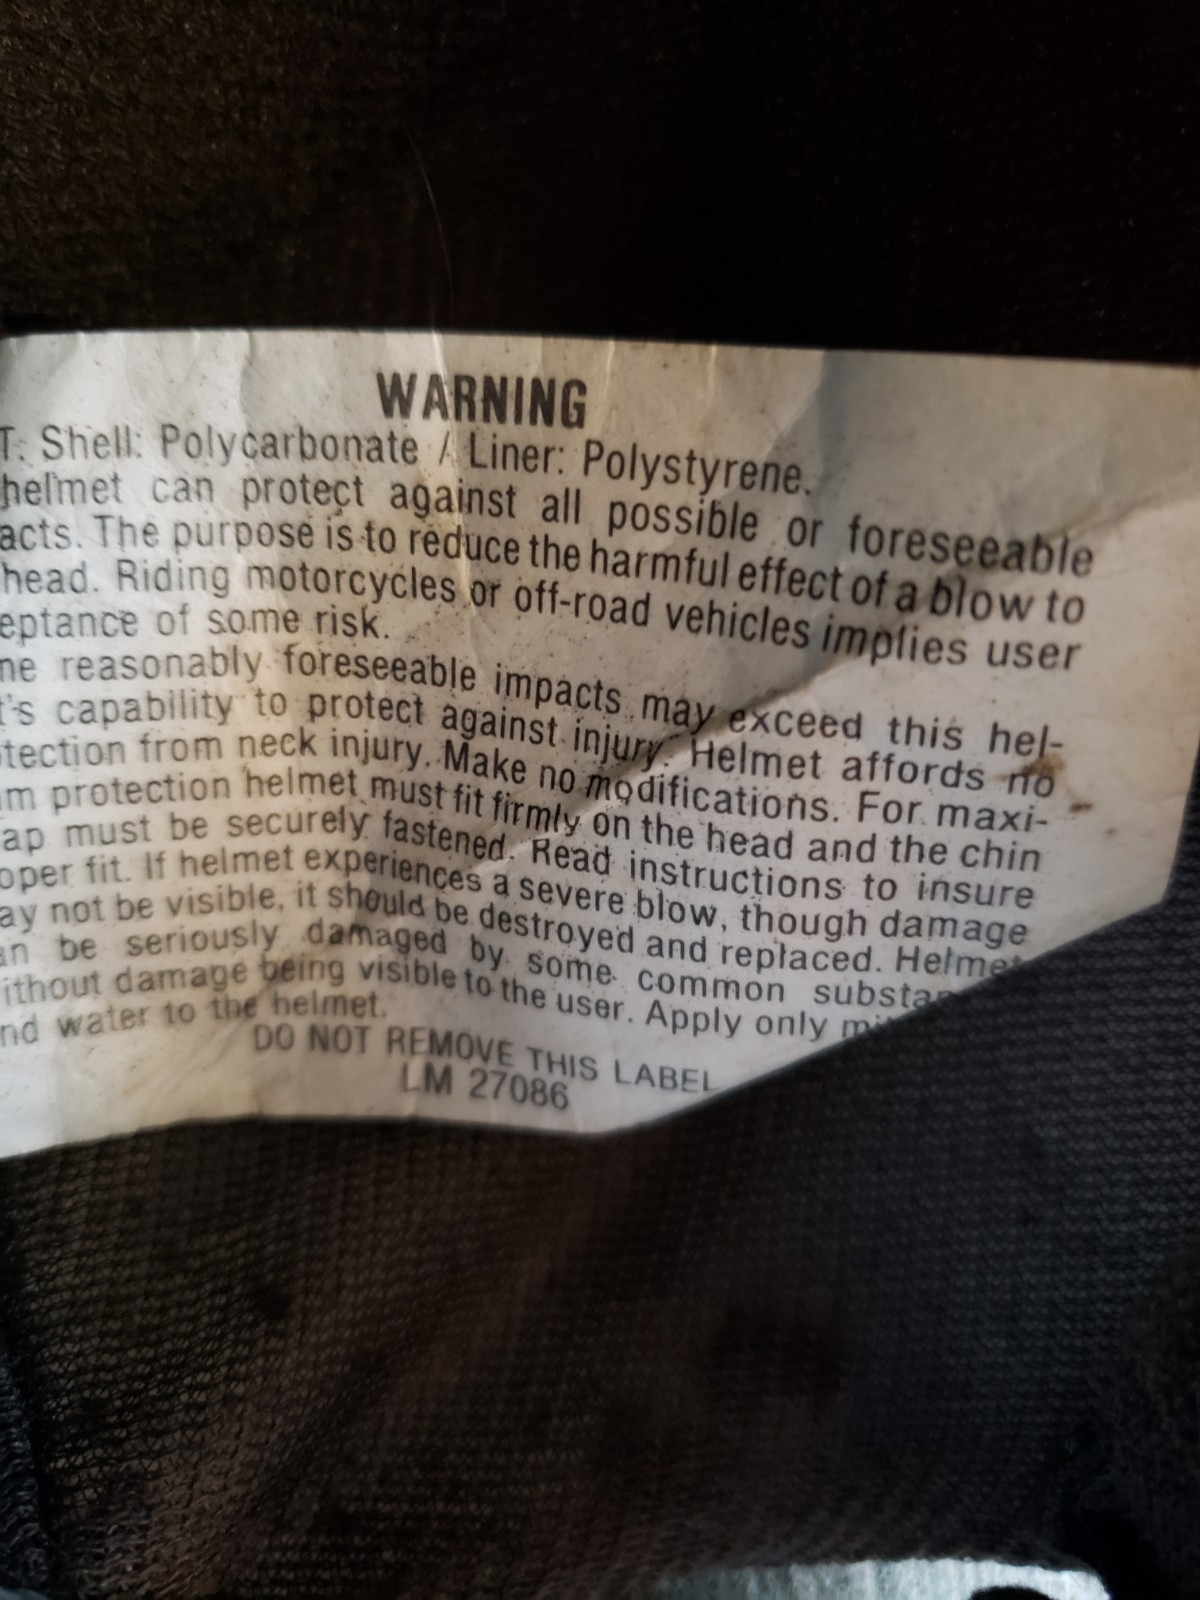 WARNING
T: Shell: Polycarbonate / Liner: Polystyrene.
helmet can protect against all possible or foreseeable
acts. The purpose is to reduce the harmful effect of a blow to
head. Riding motorcycles or off-road vehicles implies user
eptance of some risk.
ne reasonably foreseeable impacts may exceed this hel-
t's capability to protect against injury. Helmet affords no
tection from neck injury. Make no modifications. For maxi-
m protection helmet must fit firmly on the head and the chin
ap must be securely fastened. Read instructions to insure
oper fit. If helmet experiences a severe blow, though damage
ay not be visible, it should be destroyed and replaced. Helmet
an be seriously damaged by some common substan
ithout damage being visible to the user. Apply only mi
nd water to the helmet.
DO NOT REMOVE THIS LABEL
LM 27086